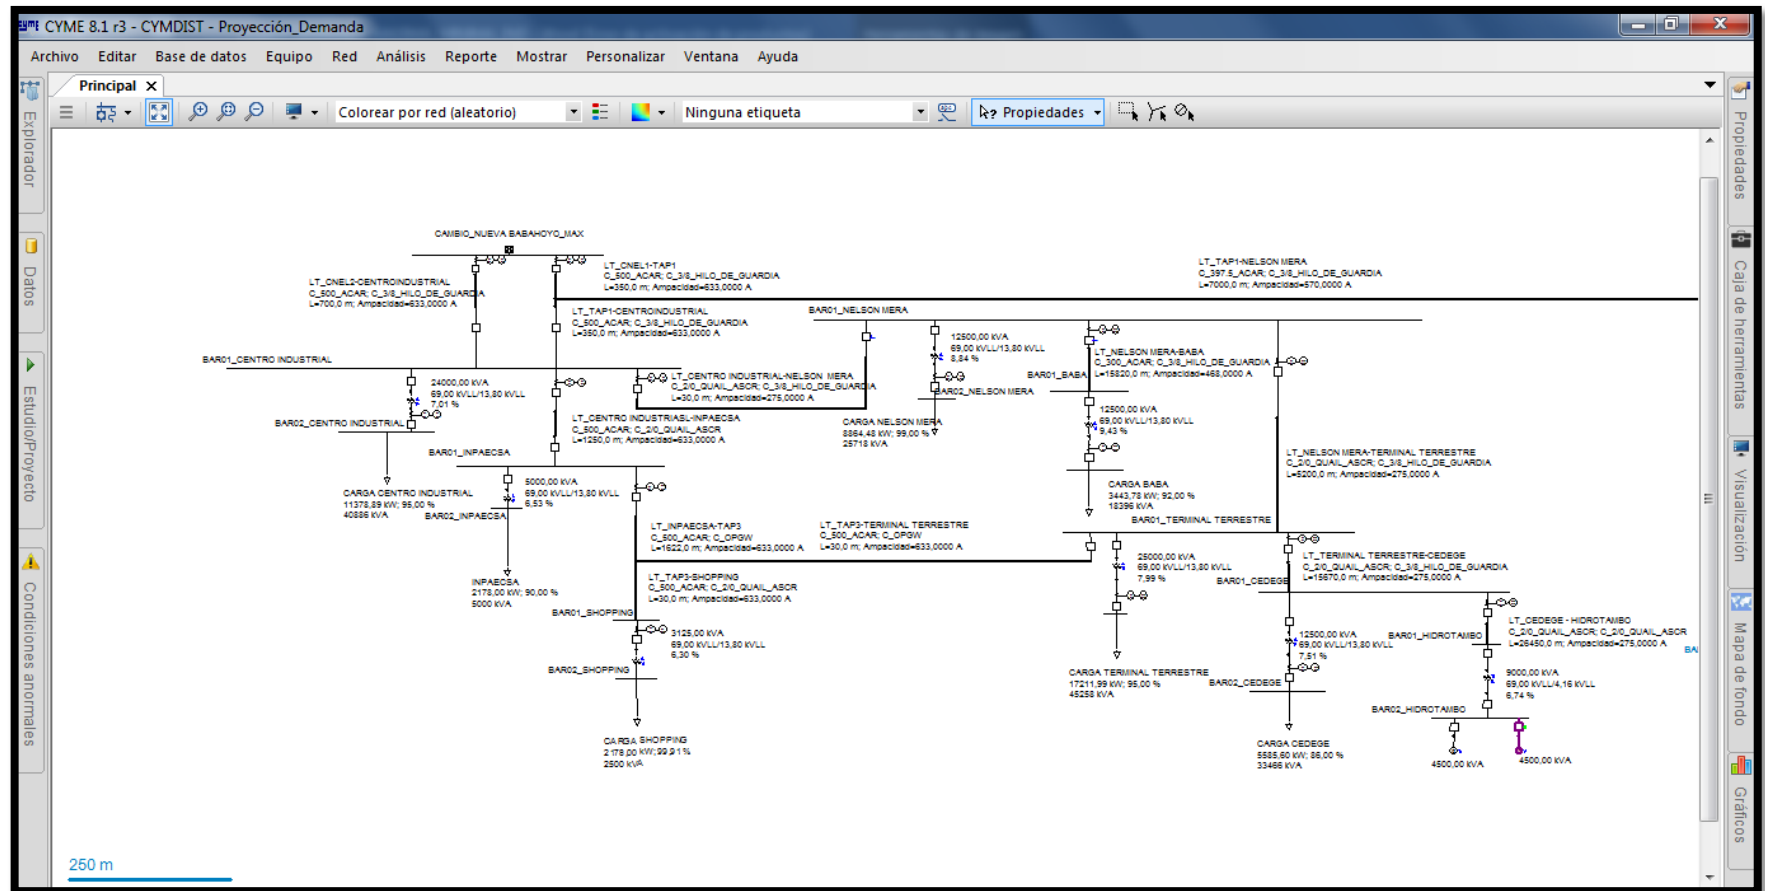 CYME CYME 8.1 r3 - CYMDIST - Proyección_Demanda
Archivo Editar Base de datos Equipo Red Análisis Reporte Mostrar Personalizar Ventana Ayuda
Principal X
Colorear por red (aleatorio) Ninguna etiqueta Propiedades
Explorador
Datos
Estudio/Proyecto
Condiciones anormales
CAMBIO_NUEVA BABAHOYO_MAX
LT_CNEL2-CENTROINDUSTRIAL
C_500_ACAR; C_3/8_HILO_DE_GUARDIA
L=700,0 m; Ampacidad=633,0000 A
LT_CNEL1-TAP1
C_500_ACAR; C_3/8_HILO_DE_GUARDIA
L=350,0 m; Ampacidad=633,0000 A
LT_TAP1-NELSON MERA
C_397.5_ACAR; C_3/8_HILO_DE_GUARDIA
L=7000,0 m; Ampacidad=570,0000 A
LT_TAP1-CENTROINDUSTRIAL
C_500_ACAR; C_3/8_HILO_DE_GUARDIA
L=350,0 m; Ampacidad=633,0000 A
BAR01_NELSON MERA
BAR01_CENTRO INDUSTRIAL
24000,00 kVA
69,00 kVLL/13,80 kVLL
7,01 %
BAR02_CENTRO INDUSTRIAL
CARGA CENTRO INDUSTRIAL
11378,89 kW; 95,00 %
40886 kVA
LT_CENTRO INDUSTRIAL-NELSON MERA
C_2/0_QUAIL_ASCR; C_3/8_HILO_DE_GUARDIA
L=30,0 m; Ampacidad=275,0000 A
LT_CENTRO INDUSTRIASL-INPAECSA
C_500_ACAR; C_2/0_QUAIL_ASCR
L=1250,0 m; Ampacidad=633,0000 A
12500,00 kVA
69,00 kVLL/13,80 kVLL
8,84 %
BAR02_NELSON MERA
CARGA NELSON MERA
8864,48 kW; 99,00 %
25718 kVA
LT_NELSON MERA-BABA
C_300_ACAR; C_3/8_HILO_DE_GUARDIA
L=15820,0 m; Ampacidad=468,0000 A
BAR01_BABA
12500,00 kVA
69,00 kVLL/13,80 kVLL
9,43 %
CARGA BABA
3443,78 kW; 92,00 %
18396 kVA
LT_NELSON MERA-TERMINAL TERRESTRE
C_2/0_QUAIL_ASCR; C_3/8_HILO_DE_GUARDIA
L=5200,0 m; Ampacidad=275,0000 A
BAR01_INPAECSA
5000,00 kVA
69,00 kVLL/13,80 kVLL
6,53 %
BAR02_INPAECSA
INPAECSA
2178,00 kW; 90,00 %
5000 kVA
LT_INPAECSA-TAP3
C_500_ACAR; C_OPGW
L=1622,0 m; Ampacidad=633,0000 A
LT_TAP3-TERMINAL TERRESTRE
C_500_ACAR; C_OPGW
L=30,0 m; Ampacidad=633,0000 A
LT_TAP3-SHOPPING
C_500_ACAR; C_2/0_QUAIL_ASCR
L=30,0 m; Ampacidad=633,0000 A
BAR01_SHOPPING
3125,00 kVA
69,00 kVLL/13,80 kVLL
6,30 %
BAR02_SHOPPING
CARGA SHOPPING
2178,00 kW; 99,91 %
2500 kVA
BAR01_TERMINAL TERRESTRE
25000,00 kVA
69,00 kVLL/13,80 kVLL
7,99 %
CARGA TERMINAL TERRESTRE
17211,99 kW; 95,00 %
45258 kVA
LT_TERMINAL TERRESTRE-CEDEGE
C_2/0_QUAIL_ASCR; C_3/8_HILO_DE_GUARDIA
L=15670,0 m; Ampacidad=275,0000 A
BAR01_CEDEGE
12500,00 kVA
69,00 kVLL/13,80 kVLL
7,51 %
BAR02_CEDEGE
CARGA CEDEGE
5585,60 kW; 86,00 %
33466 kVA
LT_CEDEGE - HIDROTAMBO
C_2/0_QUAIL_ASCR; C_2/0_QUAIL_ASCR
L=26450,0 m; Ampacidad=275,0000 A
BAR01_HIDROTAMBO
BA
9000,00 kVA
69,00 kVLL/4,16 kVLL
6,74 %
BAR02_HIDROTAMBO
4500,00 kVA
4500,00 kVA
250 m
Propiedades
Caja de herramientas
Visualización
Mapa de fondo
Gráficos